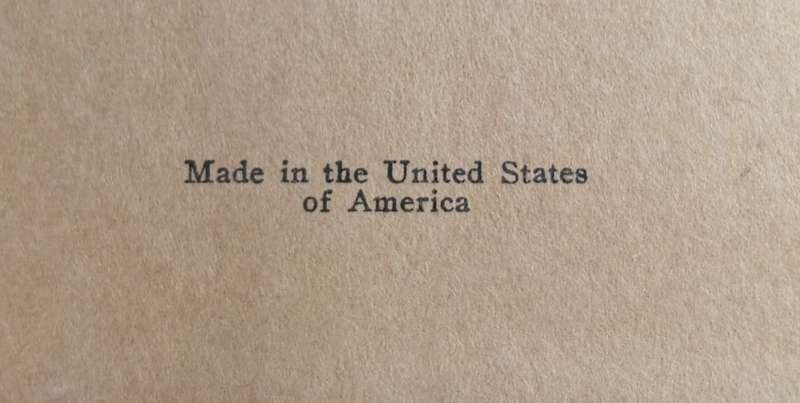 Made in the United States
of America